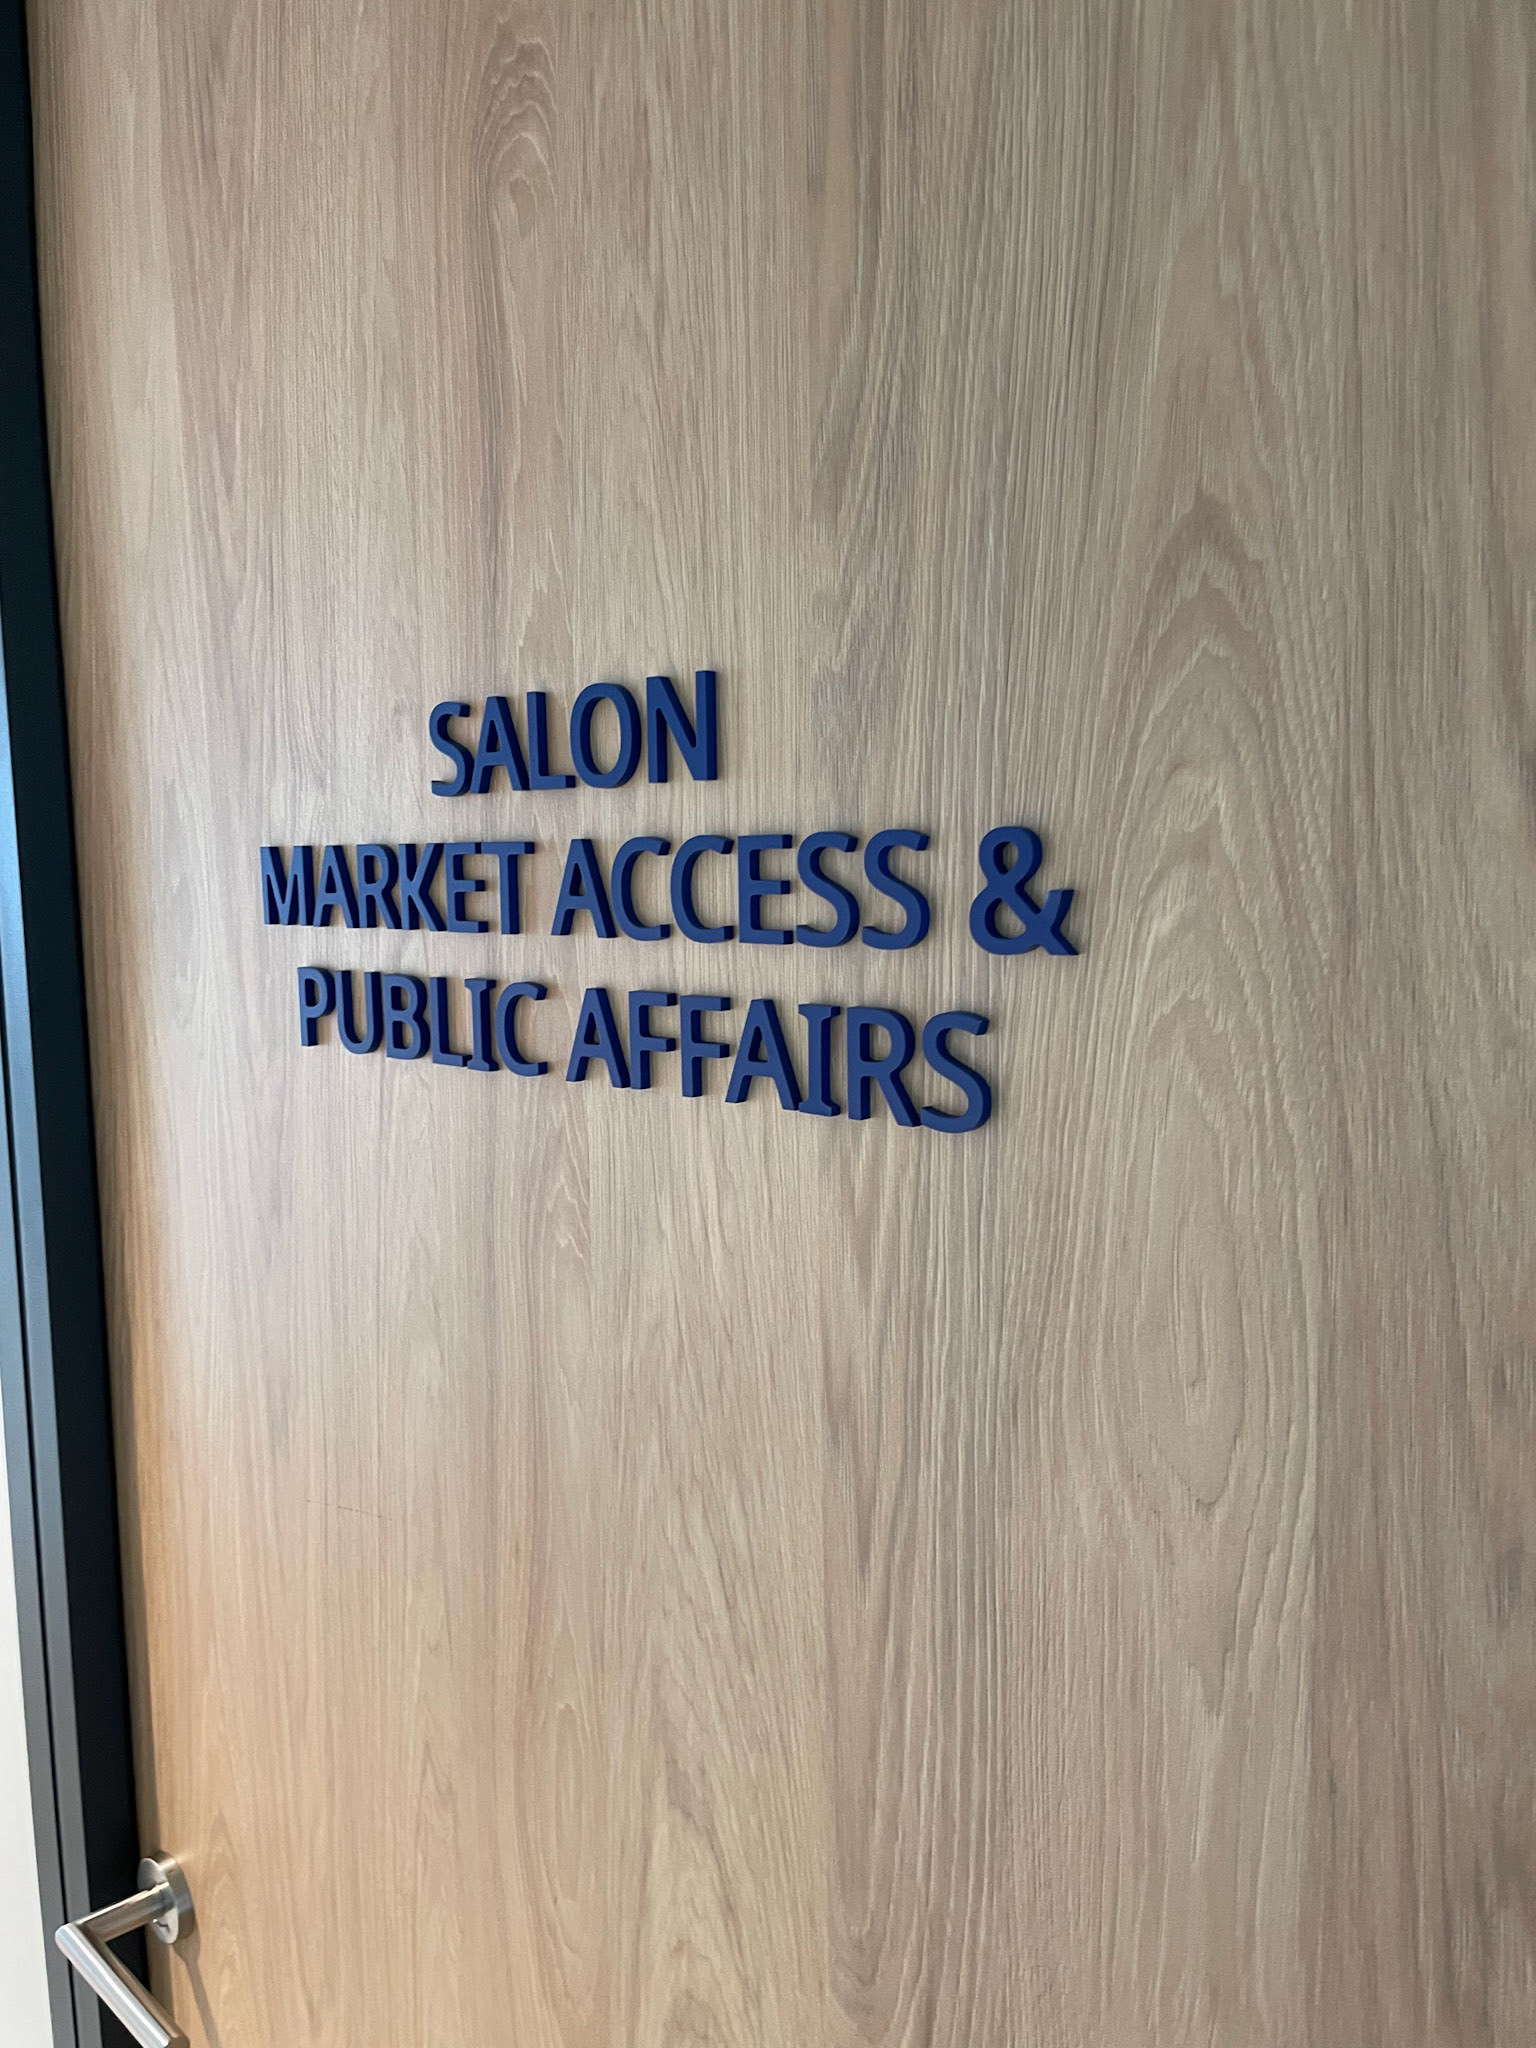 SALON
MARKET ACCESS &
PUBLIC AFFAIRS